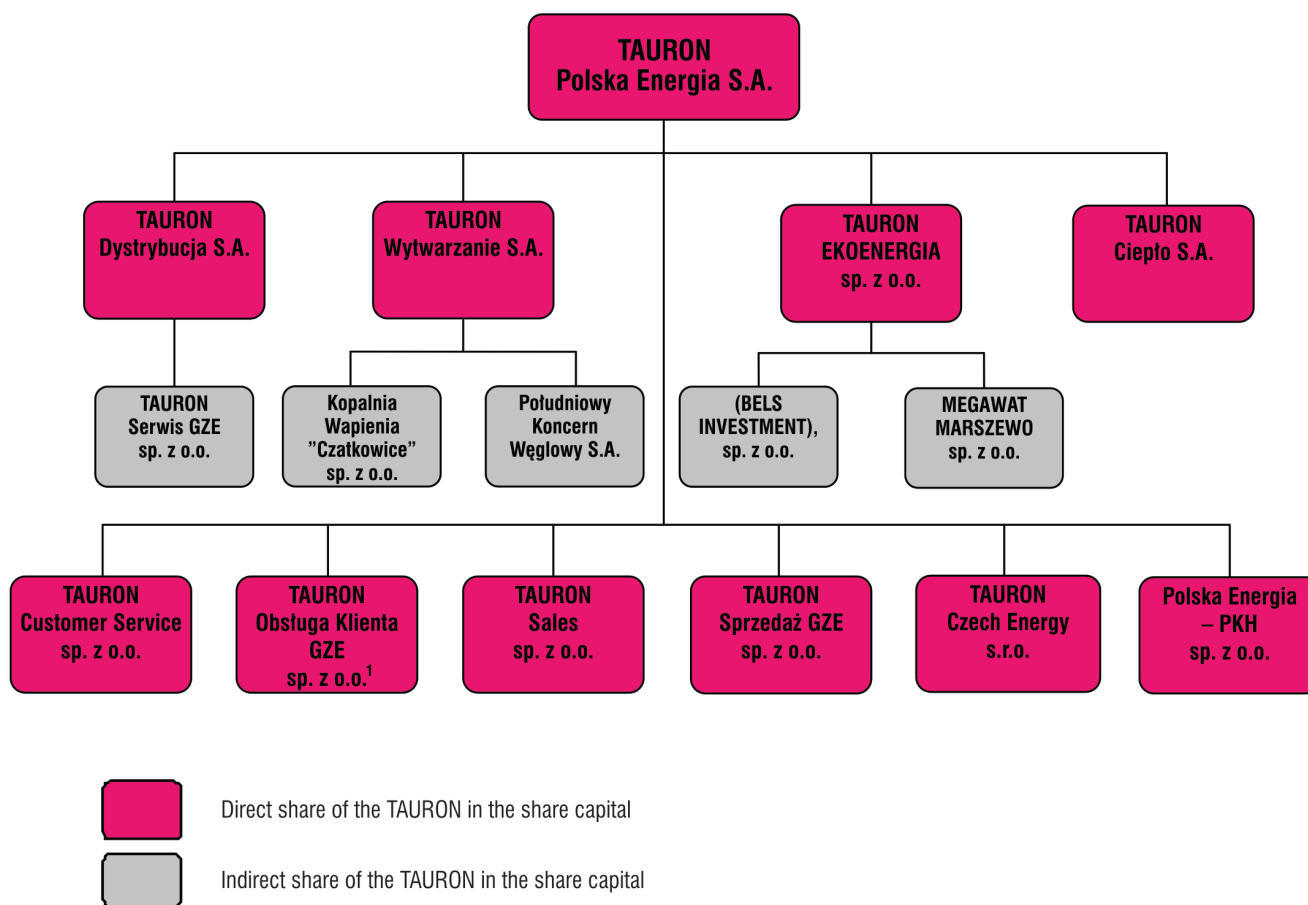 TAURON
Polska Energia S.A.
TAURON
Dystrybucja S.A.
TAURON
Wytwarzanie S.A.
TAURON
EKOENERGIA
sp. z o.o.
TAURON
Ciepło S.A.
TAURON
Serwis GZE
sp. z o.o.
Kopalnia
Wapienia
”Czatkowice”
sp. z o.o.
Południowy
Koncern
Węglowy S.A.
(BELS
INVESTMENT),
sp. z o.o.
MEGAWAT
MARSZEWO
sp. z o.o.
TAURON
Customer Service
sp. z o.o.
TAURON
Obsługa Klienta
GZE
sp. z o.o.¹
TAURON
Sales
sp. z o.o.
TAURON
Sprzedaż GZE
sp. z o.o.
TAURON
Czech Energy
s.r.o.
Polska Energia
– PKH
sp. z o.o.
Direct share of the TAURON in the share capital
Indirect share of the TAURON in the share capital